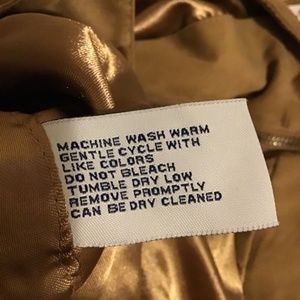 MACHINE WASH WARM
GENTLE CYCLE WITH
LIKE COLORS
DO NOT BLEACH
TUMBLE DRY LOW
REMOVE PROMPTLY
CAN BE DRY CLEANED